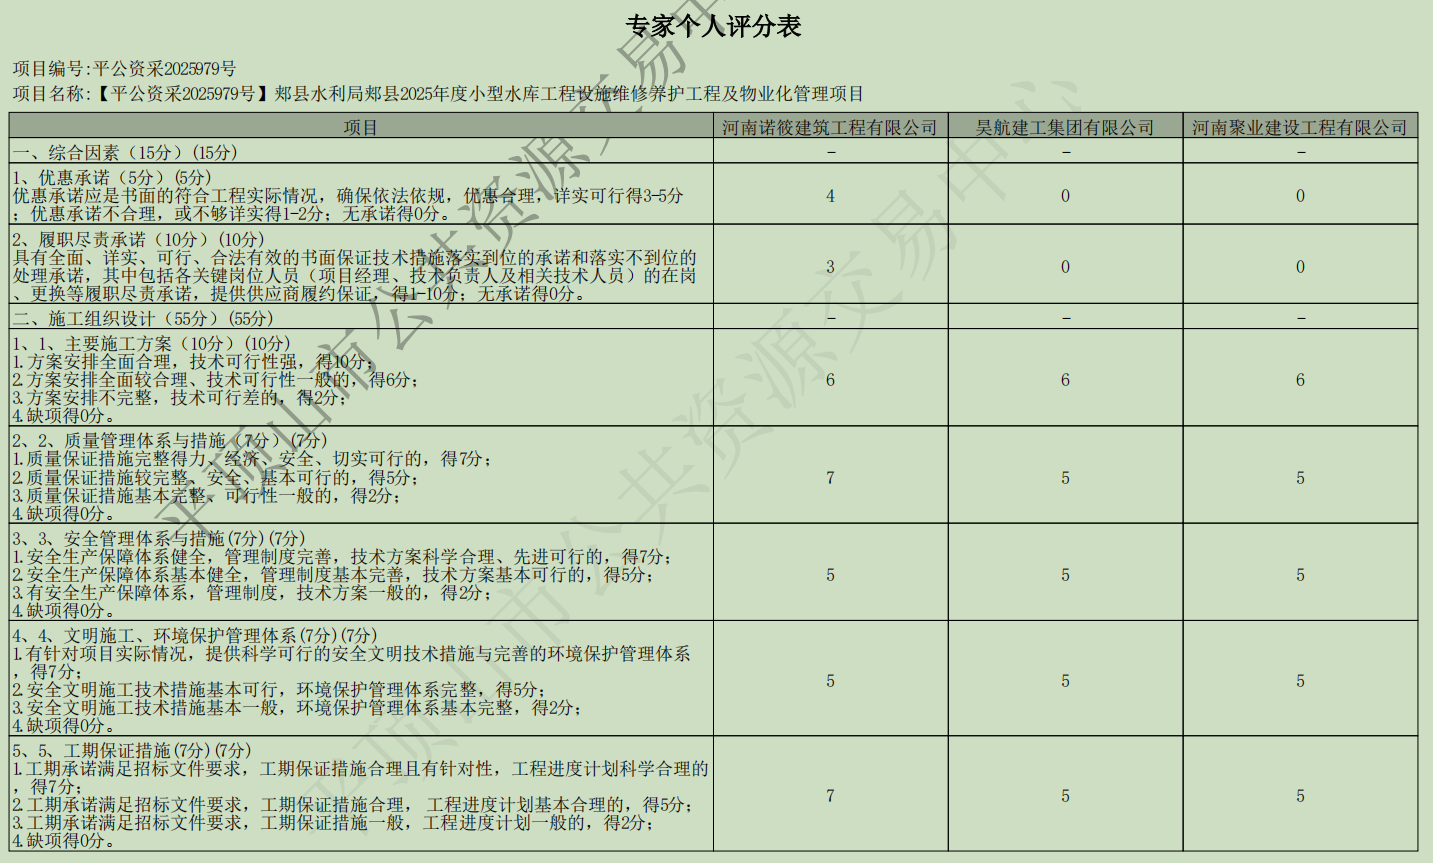 专家个人评分表
项目编号:平公资采2025979号
项目名称:【平公资采2025979号】郏县水利局郏县2025年度小型水库工程设施维修养护工程及物业化管理项目
项目 河南诺筱建筑工程有限公司 昊航建工集团有限公司 河南聚业建设工程有限公司
一、综合因素（15分）(15分) - - -
1、优惠承诺（5分）(5分)
优惠承诺应是书面的符合工程实际情况，确保依法依规，优惠合理，详实可行得3-5分
；优惠承诺不合理，或不够详实得1-2分；无承诺得0分。
4 0 0
2、履职尽责承诺（10分）(10分)
具有全面、详实、可行、合法有效的书面保证技术措施落实到位的承诺和落实不到位的
处理承诺，其中包括各关键岗位人员（项目经理、技术负责人及相关技术人员）的在岗
、更换等履职尽责承诺，提供供应商履约保证，得1-10分；无承诺得0分。
3 0 0
二、施工组织设计（55分）(55分) - - -
1、1、主要施工方案（10分）(10分)
1.方案安排全面合理，技术可行性强，得10分；
2.方案安排全面较合理、技术可行性一般的，得6分；
3.方案安排不完整，技术可行差的，得2分；
4.缺项得0分。
6 6 6
2、2、质量管理体系与措施（7分）(7分)
1.质量保证措施完整得力、经济、安全、切实可行的，得7分；
2.质量保证措施较完整、安全、基本可行的，得5分；
3.质量保证措施基本完整、可行性一般的，得2分；
4.缺项得0分。
7 5 5
3、3、安全管理体系与措施(7分)(7分)
1.安全生产保障体系健全，管理制度完善，技术方案科学合理、先进可行的，得7分；
2.安全生产保障体系基本健全，管理制度基本完善，技术方案基本可行的，得5分；
3.有安全生产保障体系，管理制度，技术方案一般的，得2分；
4.缺项得0分。
5 5 5
4、4、文明施工、环境保护管理体系(7分)(7分)
1.有针对项目实际情况，提供科学可行的安全文明技术措施与完善的环境保护管理体系
，得7分；
2.安全文明施工技术措施基本可行，环境保护管理体系完整，得5分；
3.安全文明施工技术措施基本一般，环境保护管理体系基本完整，得2分；
4.缺项得0分。
5 5 5
5、5、工期保证措施(7分)(7分)
1.工期承诺满足招标文件要求，工期保证措施合理且有针对性，工程进度计划科学合理的
，得7分；
2.工期承诺满足招标文件要求，工期保证措施合理， 工程进度计划基本合理的，得5分；
3.工期承诺满足招标文件要求，工期保证措施一般，工程进度计划一般的，得2分；
4.缺项得0分。
7 5 5
平顶山市公共资源交易中
平顶山市公共资源交易中心